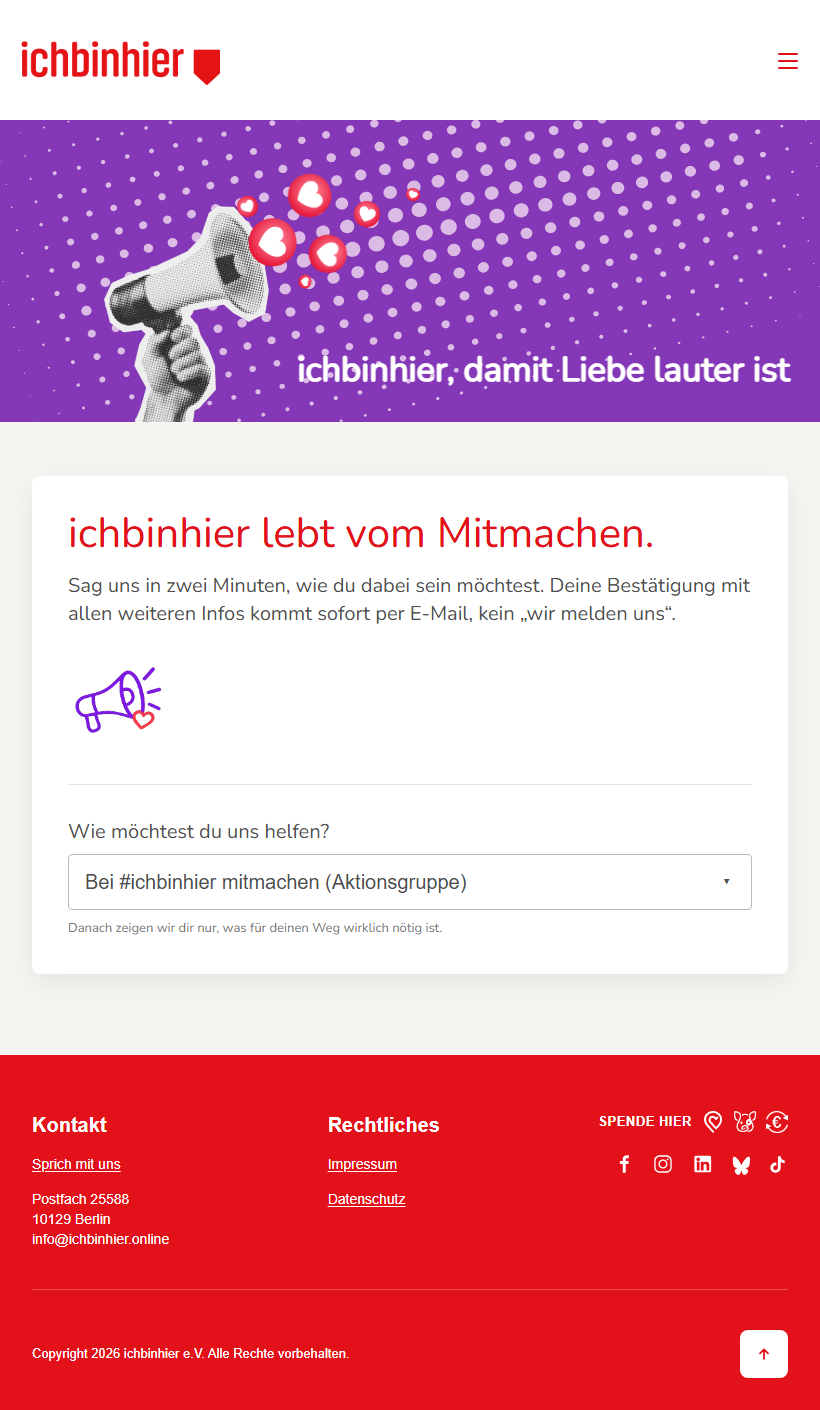 ichbinhier
ichbinhier, damit Liebe lauter ist
ichbinhier lebt vom Mitmachen.
Sag uns in zwei Minuten, wie du dabei sein möchtest. Deine Bestätigung mit
allen weiteren Infos kommt sofort per E-Mail, kein „wir melden uns“.
Wie möchtest du uns helfen?
Bei #ichbinhier mitmachen (Aktionsgruppe)
Danach zeigen wir dir nur, was für deinen Weg wirklich nötig ist.
Kontakt
Sprich mit uns
Postfach 25588
10129 Berlin
info@ichbinhier.online
Rechtliches
Impressum
Datenschutz
SPENDE HIER
Copyright 2026 ichbinhier e.V. Alle Rechte vorbehalten.